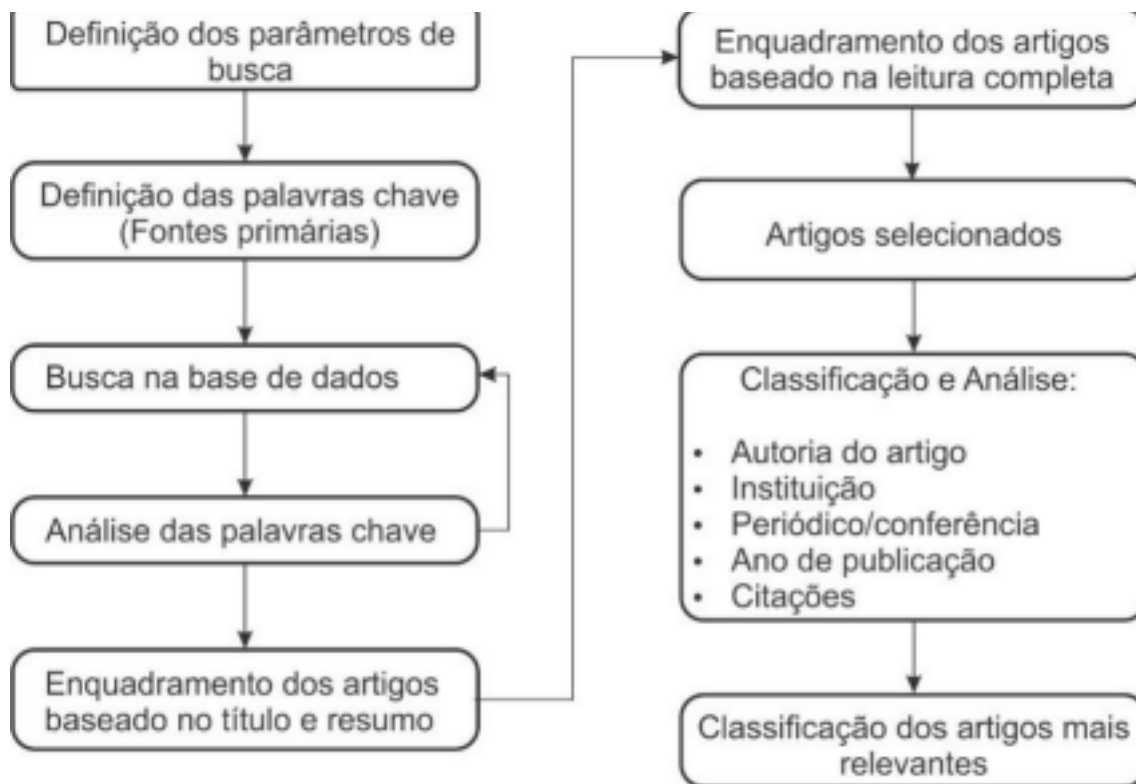 Definição dos parâmetros de
busca
Definição das palavras chave
(Fontes primárias)
Busca na base de dados
Análise das palavras chave
Enquadramento dos artigos
baseado no título e resumo
Enquadramento dos artigos
baseado na leitura completa
Artigos selecionados
Classificação e Análise:
• Autoria do artigo
• Instituição
• Periódico/conferência
• Ano de publicação
• Citações
Classificação dos artigos mais
relevantes